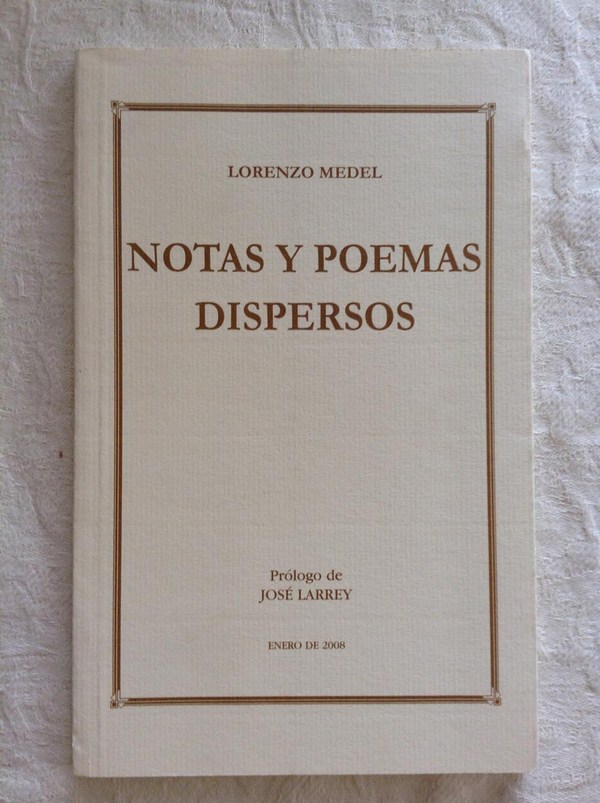 LORENZO MEDEL
NOTAS Y POEMAS
DISPERSOS
Prólogo de
JOSÉ LARREY
ENERO DE 2008